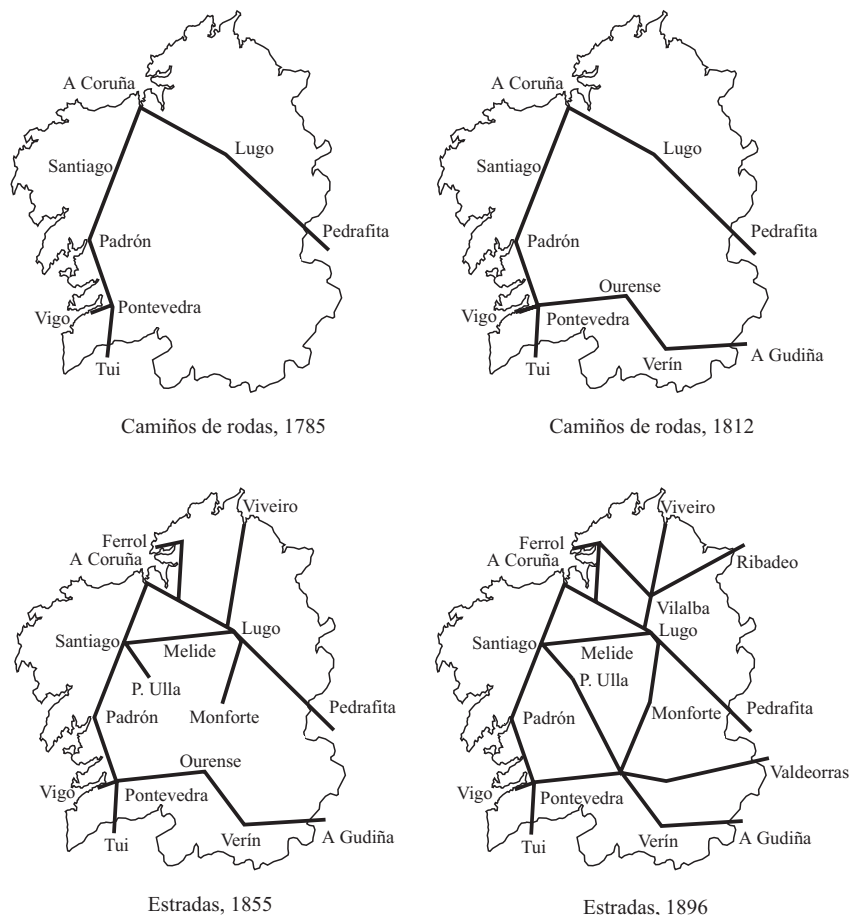 A Coruña
Lugo
Santiago
Pedrafita
Padrón
Vigo
Pontevedra
Tui
Camiños de rodas, 1785
A Coruña
Lugo
Santiago
Pedrafita
Padrón
Ourense
Vigo
Pontevedra
A Gudiña
Tui
Verín
Camiños de rodas, 1812
Viveiro
Ferrol
A Coruña
Santiago
Lugo
Melide
P. Ulla
Padrón
Monforte
Pedrafita
Ourense
Vigo
Pontevedra
Tui
Verín
A Gudiña
Estradas, 1855
Viveiro
Ferrol
A Coruña
Ribadeo
Vilalba
Santiago
Lugo
Melide
P. Ulla
Padrón
Monforte
Pedrafita
Valdeorras
Vigo
Pontevedra
Tui
Verín
A Gudiña
Estradas, 1896